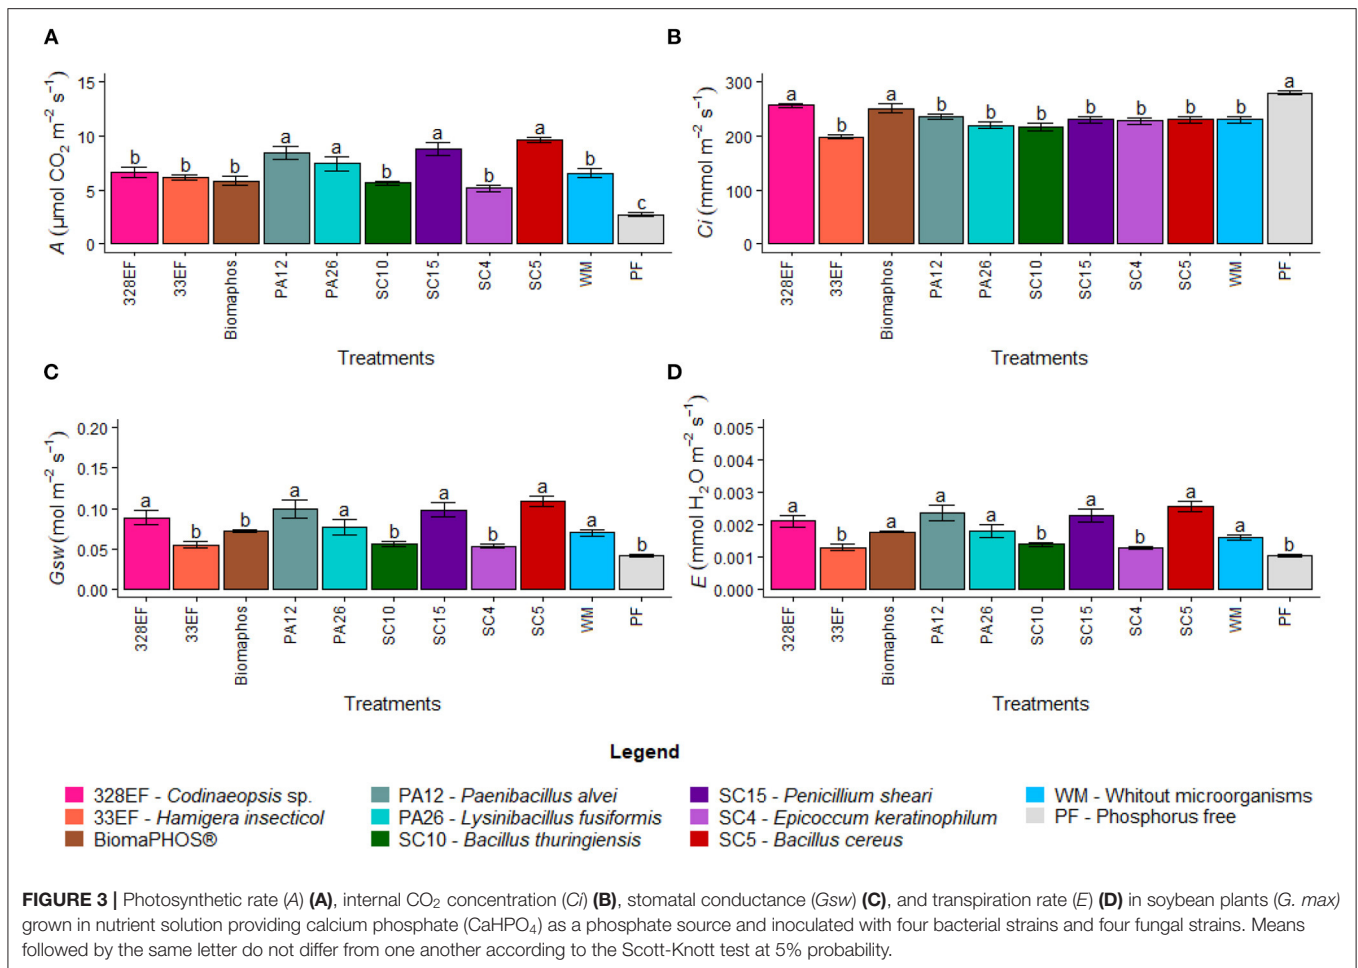 A
A (µmol CO₂ m⁻² s⁻¹)
15
10
5
0
b b b a a b a b a b c
328EF 33EF Biomaphos PA12 PA26 SC10 SC15 SC4 SC5 WM PF
Treatments
B
Ci (mmol m⁻² s⁻¹)
300
200
100
0
a b a b b b b b b b a
328EF 33EF Biomaphos PA12 PA26 SC10 SC15 SC4 SC5 WM PF
Treatments
C
Gsw (mol m⁻² s⁻¹)
0.20
0.15
0.10
0.05
0.00
a b b a a b a b a a b
328EF 33EF Biomaphos PA12 PA26 SC10 SC15 SC4 SC5 WM PF
Treatments
D
E (mmol H₂O m⁻² s⁻¹)
0.005
0.004
0.003
0.002
0.001
0.000
a b a a a b a b a a b
328EF 33EF Biomaphos PA12 PA26 SC10 SC15 SC4 SC5 WM PF
Treatments
Legend
328EF - Codinaeopsis sp.
33EF - Hamigera insecticol
BiomaPHOS®
PA12 - Paenibacillus alvei
PA26 - Lysinibacillus fusiformis
SC10 - Bacillus thuringiensis
SC15 - Penicillium sheari
SC4 - Epicoccum keratinophilum
SC5 - Bacillus cereus
WM - Whitout microorganisms
PF - Phosphorus free
FIGURE 3 | Photosynthetic rate (A) (A), internal CO₂ concentration (Ci) (B), stomatal conductance (Gsw) (C), and transpiration rate (E) (D) in soybean plants (G. max)
grown in nutrient solution providing calcium phosphate (CaHPO₄) as a phosphate source and inoculated with four bacterial strains and four fungal strains. Means
followed by the same letter do not differ from one another according to the Scott-Knott test at 5% probability.